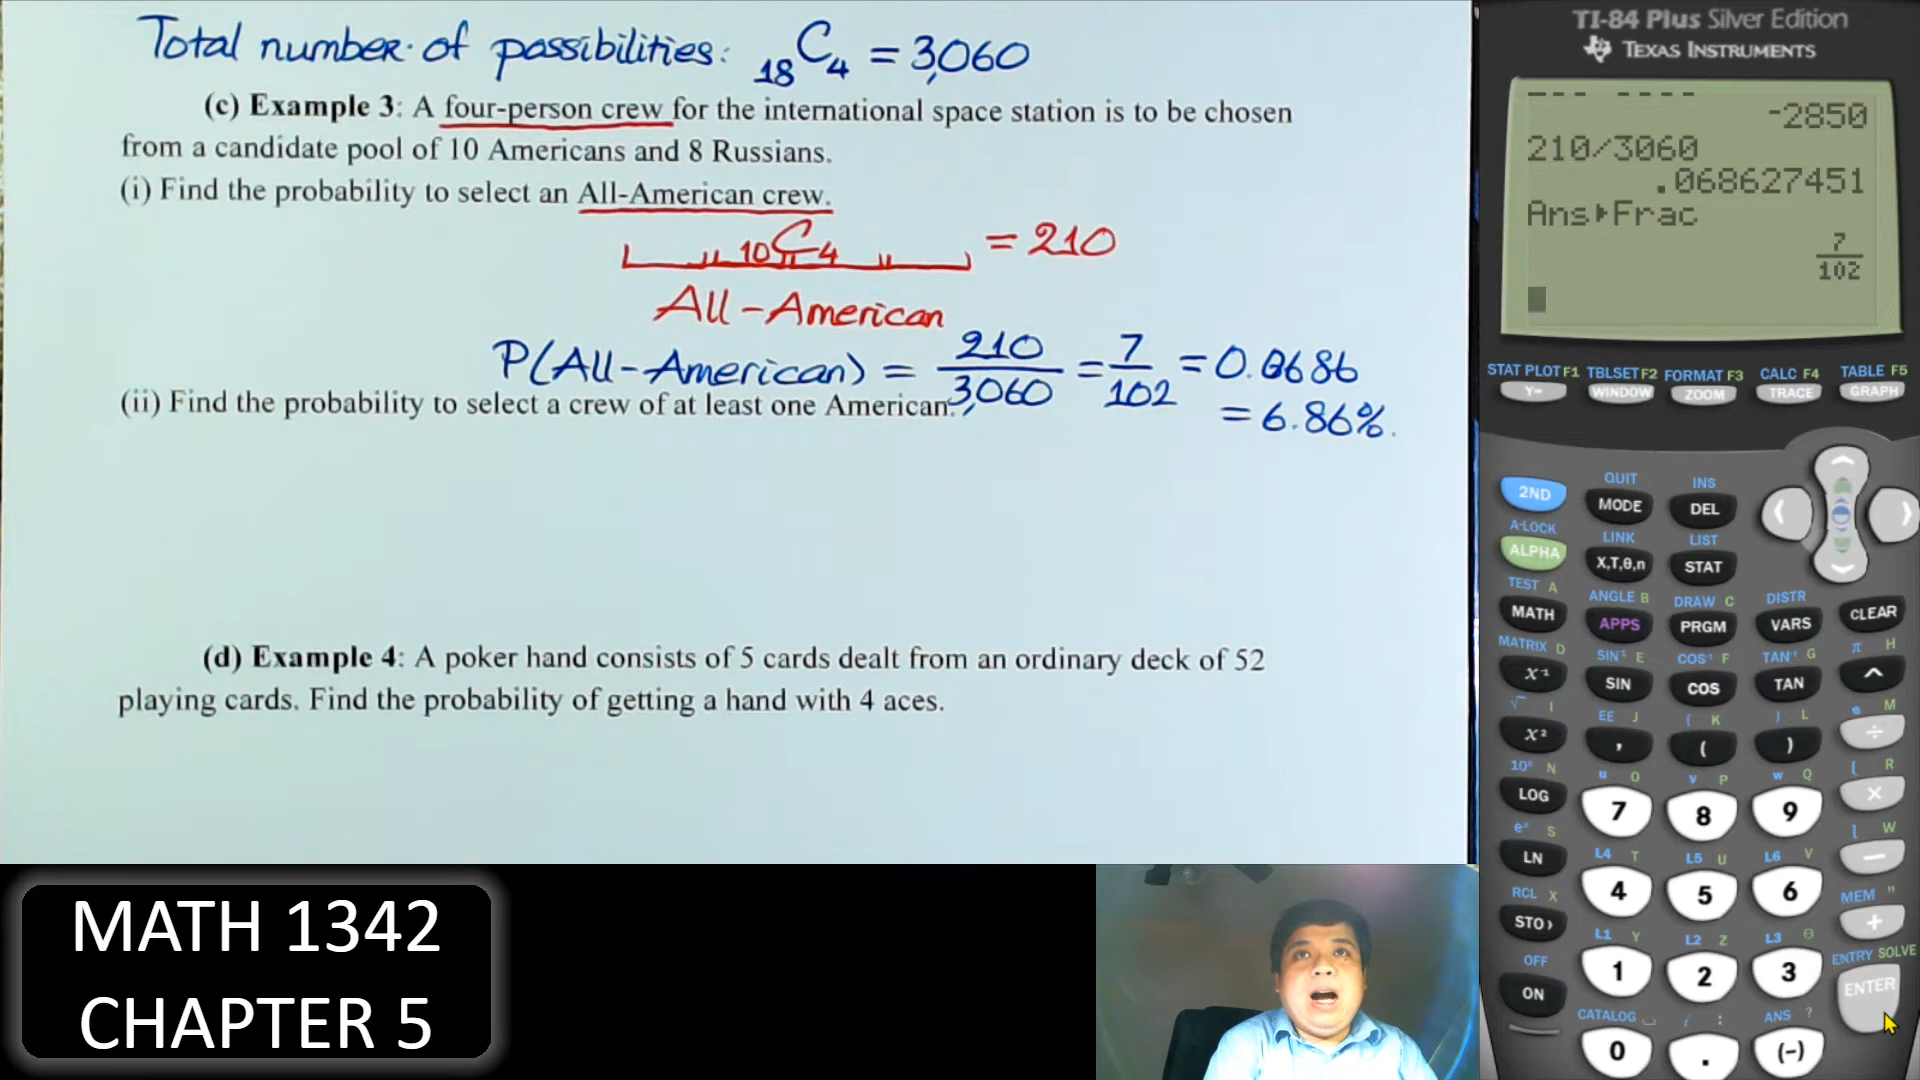 Total number of possibilities: 18C4 = 3,060
(c) Example 3: A four-person crew for the international space station is to be chosen
from a candidate pool of 10 Americans and 8 Russians.
(i) Find the probability to select an All-American crew.
10C4 = 210
All-American
P(All-American) = 210/3,060 = 7/102 = 0.0686
= 6.86%.
(ii) Find the probability to select a crew of at least one American.
(d) Example 4: A poker hand consists of 5 cards dealt from an ordinary deck of 52
playing cards. Find the probability of getting a hand with 4 aces.
MATH 1342
CHAPTER 5
TI-84 Plus Silver Edition
TEXAS INSTRUMENTS
-2850
210/3060
.068627451
Ans▸Frac
7/102
STAT PLOT F1 TBLSET F2 FORMAT F3 CALC F4 TABLE F5
Y= WINDOW ZOOM TRACE GRAPH
QUIT INS
2ND MODE DEL
A-LOCK LINK LIST
ALPHA X,T,θ,n STAT
TEST A ANGLE B DRAW C DISTR
MATH APPS PRGM VARS CLEAR
MATRIX D SIN⁻¹ E COS⁻¹ F TAN⁻¹ G π H
X⁻¹ SIN COS TAN ^
√ I EE J { K } L e M
X² , ( ) ÷
10ˣ N u O v P w Q [ R
LOG 7 8 9 ×
eˣ S L4 T L5 U L6 V ] W
LN 4 5 6 −
RCL X L1 Y L2 Z L3 θ MEM "
STO› 1 2 3 +
OFF CATALOG ⎵ i : ANS ? ENTRY SOLVE
ON 0 . (-) ENTER